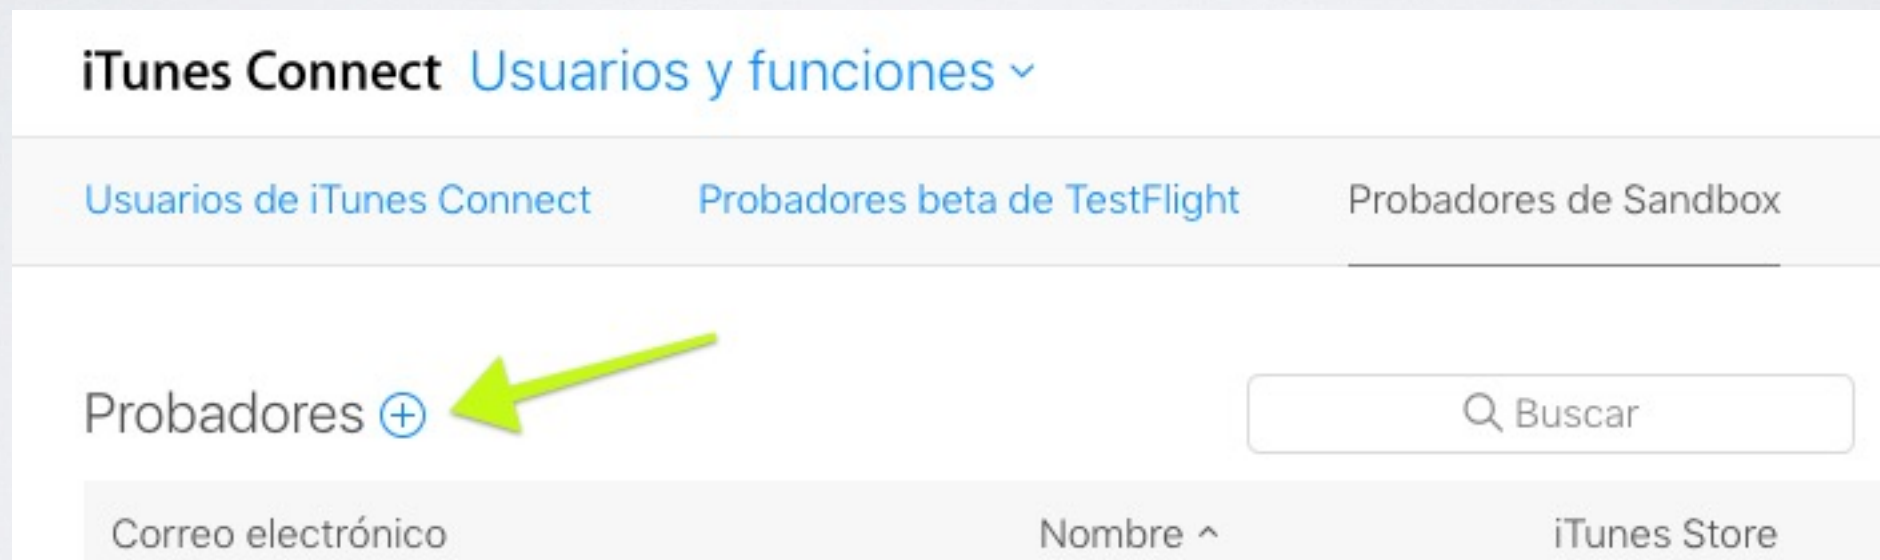 iTunes Connect Usuarios y funciones
Usuarios de iTunes Connect Probadores beta de TestFlight Probadores de Sandbox
Probadores Buscar
Correo electrónico Nombre iTunes Store